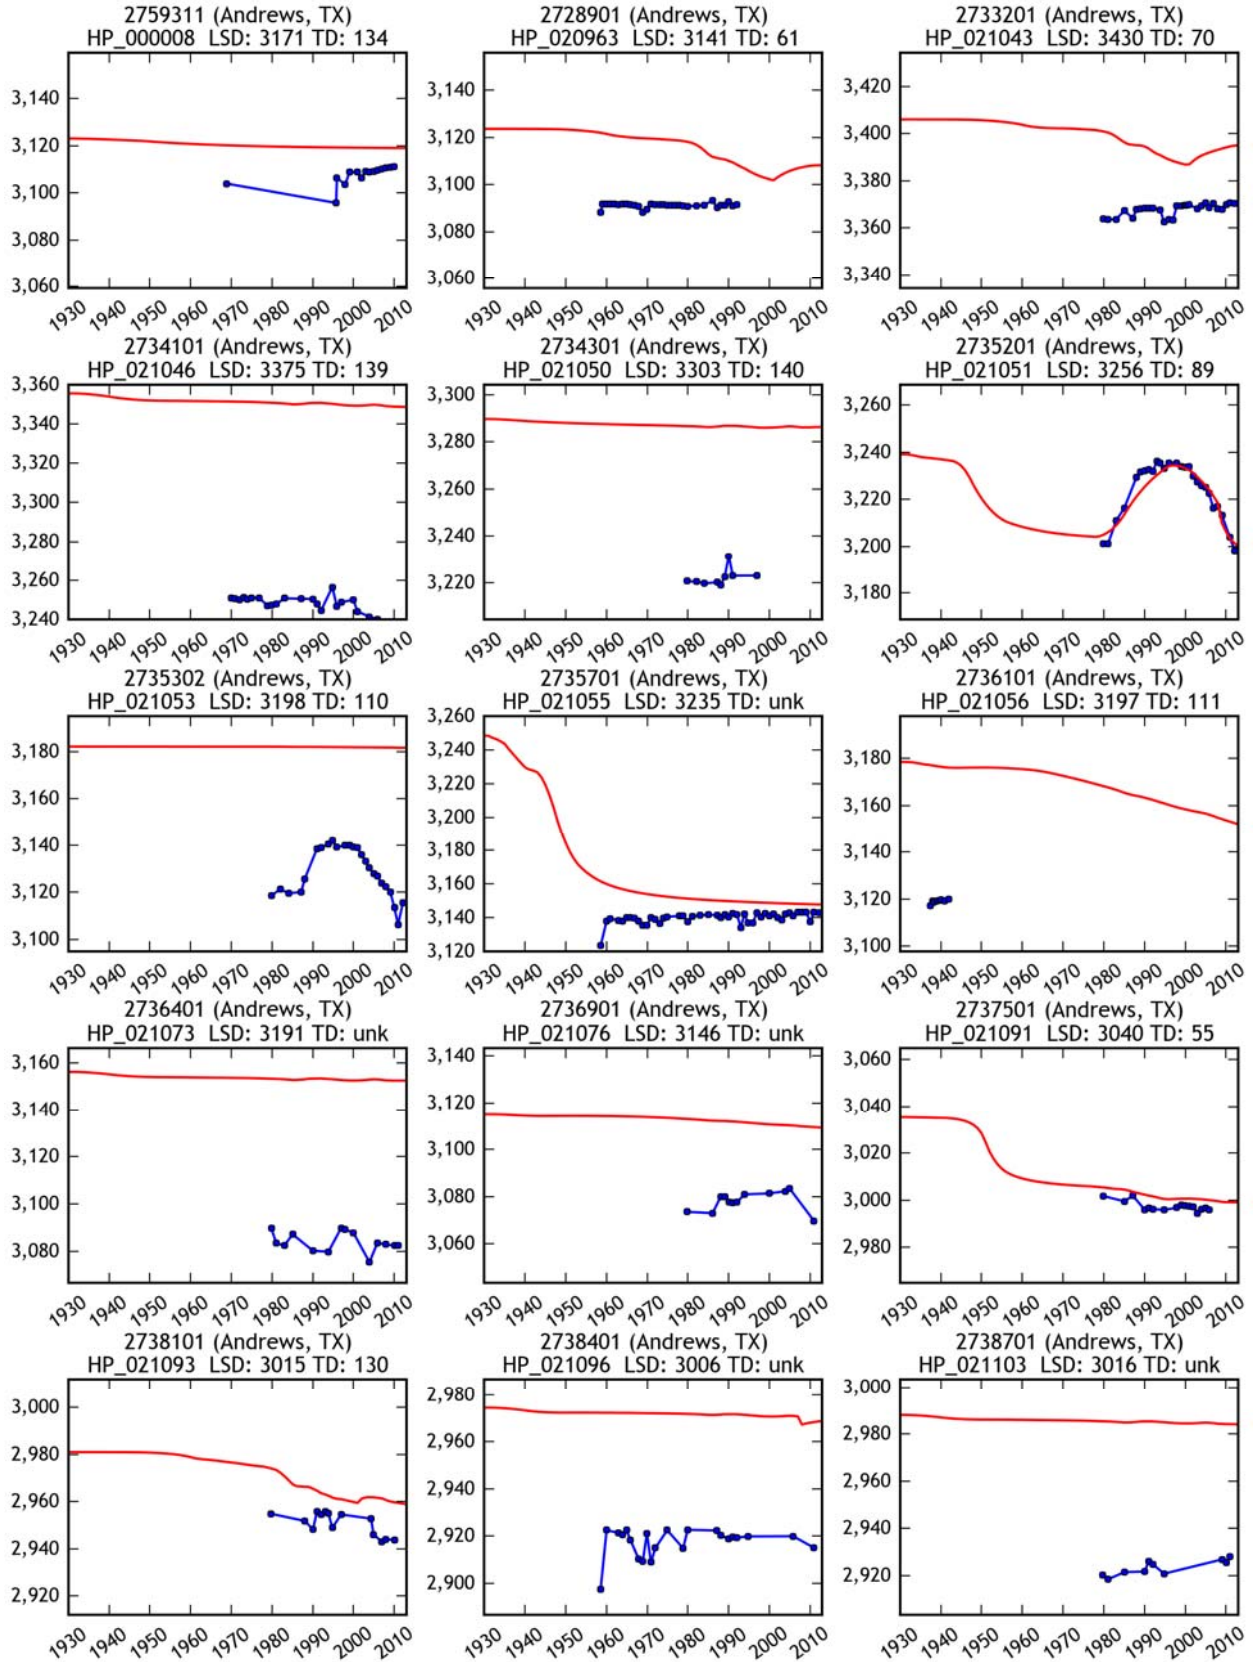 2759311 (Andrews, TX)
HP_000008 LSD: 3171 TD: 134
3,140
3,120
3,100
3,080
3,060
1930 1940 1950 1960 1970 1980 1990 2000 2010
2728901 (Andrews, TX)
HP_020963 LSD: 3141 TD: 61
3,140
3,120
3,100
3,080
3,060
1930 1940 1950 1960 1970 1980 1990 2000 2010
2733201 (Andrews, TX)
HP_021043 LSD: 3430 TD: 70
3,420
3,400
3,380
3,360
3,340
1930 1940 1950 1960 1970 1980 1990 2000 2010
2734101 (Andrews, TX)
HP_021046 LSD: 3375 TD: 139
3,360
3,340
3,320
3,300
3,280
3,260
3,240
1930 1940 1950 1960 1970 1980 1990 2000 2010
2734301 (Andrews, TX)
HP_021050 LSD: 3303 TD: 140
3,300
3,280
3,260
3,240
3,220
1930 1940 1950 1960 1970 1980 1990 2000 2010
2735201 (Andrews, TX)
HP_021051 LSD: 3256 TD: 89
3,260
3,240
3,220
3,200
3,180
1930 1940 1950 1960 1970 1980 1990 2000 2010
2735302 (Andrews, TX)
HP_021053 LSD: 3198 TD: 110
3,180
3,160
3,140
3,120
3,100
1930 1940 1950 1960 1970 1980 1990 2000 2010
2735701 (Andrews, TX)
HP_021055 LSD: 3235 TD: unk
3,260
3,240
3,220
3,200
3,180
3,160
3,140
3,120
1930 1940 1950 1960 1970 1980 1990 2000 2010
2736101 (Andrews, TX)
HP_021056 LSD: 3197 TD: 111
3,180
3,160
3,140
3,120
3,100
1930 1940 1950 1960 1970 1980 1990 2000 2010
2736401 (Andrews, TX)
HP_021073 LSD: 3191 TD: unk
3,160
3,140
3,120
3,100
3,080
1930 1940 1950 1960 1970 1980 1990 2000 2010
2736901 (Andrews, TX)
HP_021076 LSD: 3146 TD: unk
3,140
3,120
3,100
3,080
3,060
1930 1940 1950 1960 1970 1980 1990 2000 2010
2737501 (Andrews, TX)
HP_021091 LSD: 3040 TD: 55
3,060
3,040
3,020
3,000
2,980
1930 1940 1950 1960 1970 1980 1990 2000 2010
2738101 (Andrews, TX)
HP_021093 LSD: 3015 TD: 130
3,000
2,980
2,960
2,940
2,920
1930 1940 1950 1960 1970 1980 1990 2000 2010
2738401 (Andrews, TX)
HP_021096 LSD: 3006 TD: unk
2,980
2,960
2,940
2,920
2,900
1930 1940 1950 1960 1970 1980 1990 2000 2010
2738701 (Andrews, TX)
HP_021103 LSD: 3016 TD: unk
3,000
2,980
2,960
2,940
2,920
1930 1940 1950 1960 1970 1980 1990 2000 2010